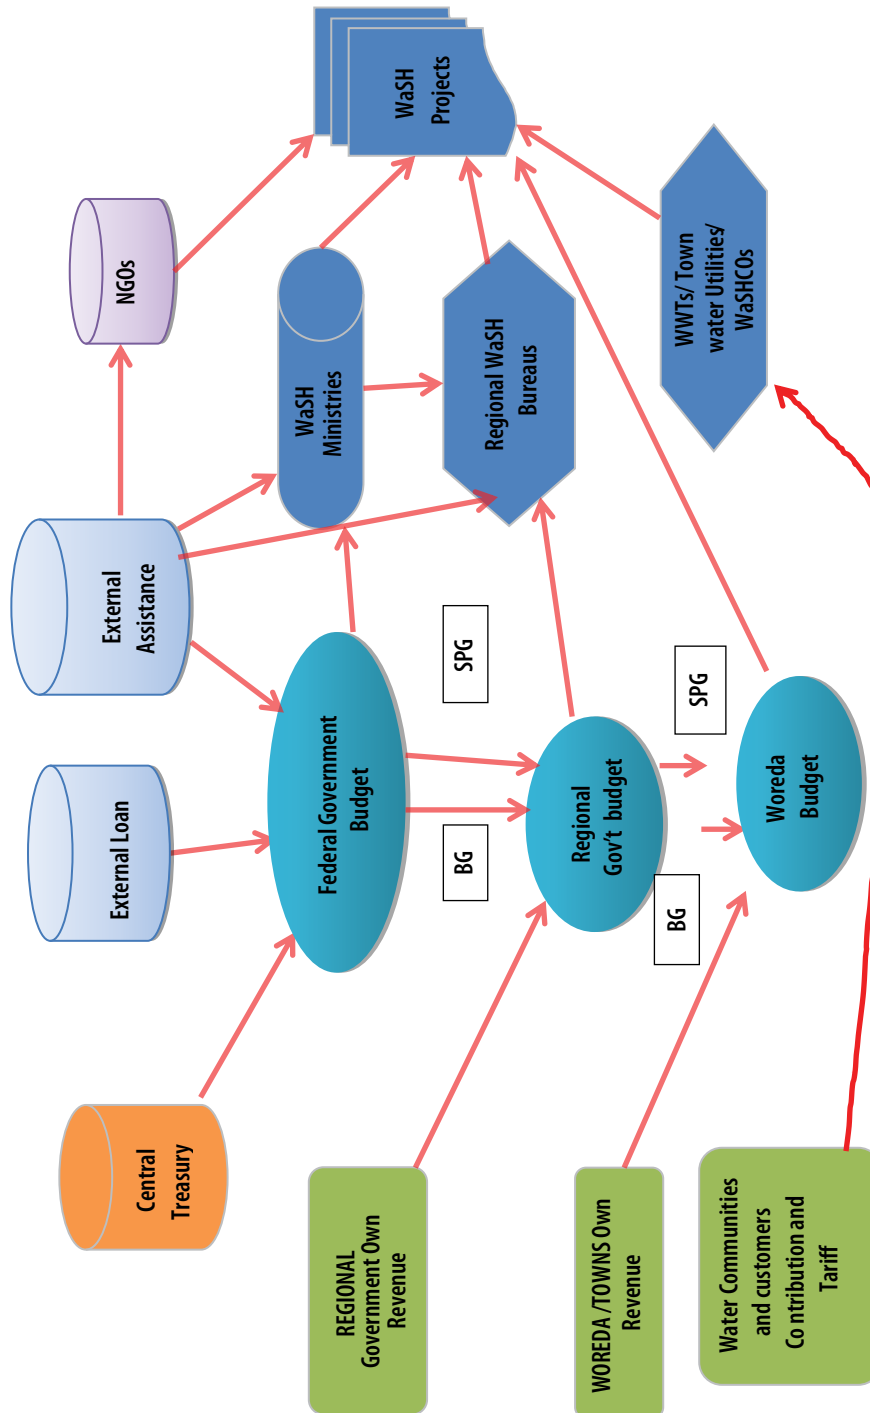 Central
Treasury
External Loan
External
Assistance
NGOs
Federal Government
Budget
WaSH
Ministries
WaSH
Projects
REGIONAL
Government Own
Revenue
BG
SPG
Regional WaSH
Bureaus
Regional
Gov't budget
WOREDA /TOWNS Own
Revenue
BG
SPG
Woreda
Budget
Water Communities
and customers
Co ntribution and
Tariff
WWTs/ Town
water Utilities/
WaSHCOs